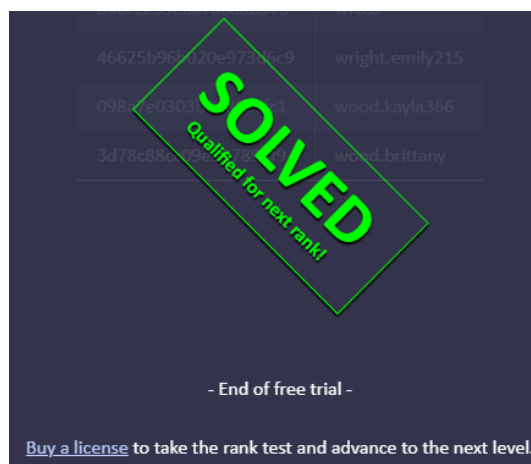 wright.emily215
wood.kayla366
wood.brittany
SOLVED
Qualified for next rank!
- End of free trial -
Buy a license to take the rank test and advance to the next level